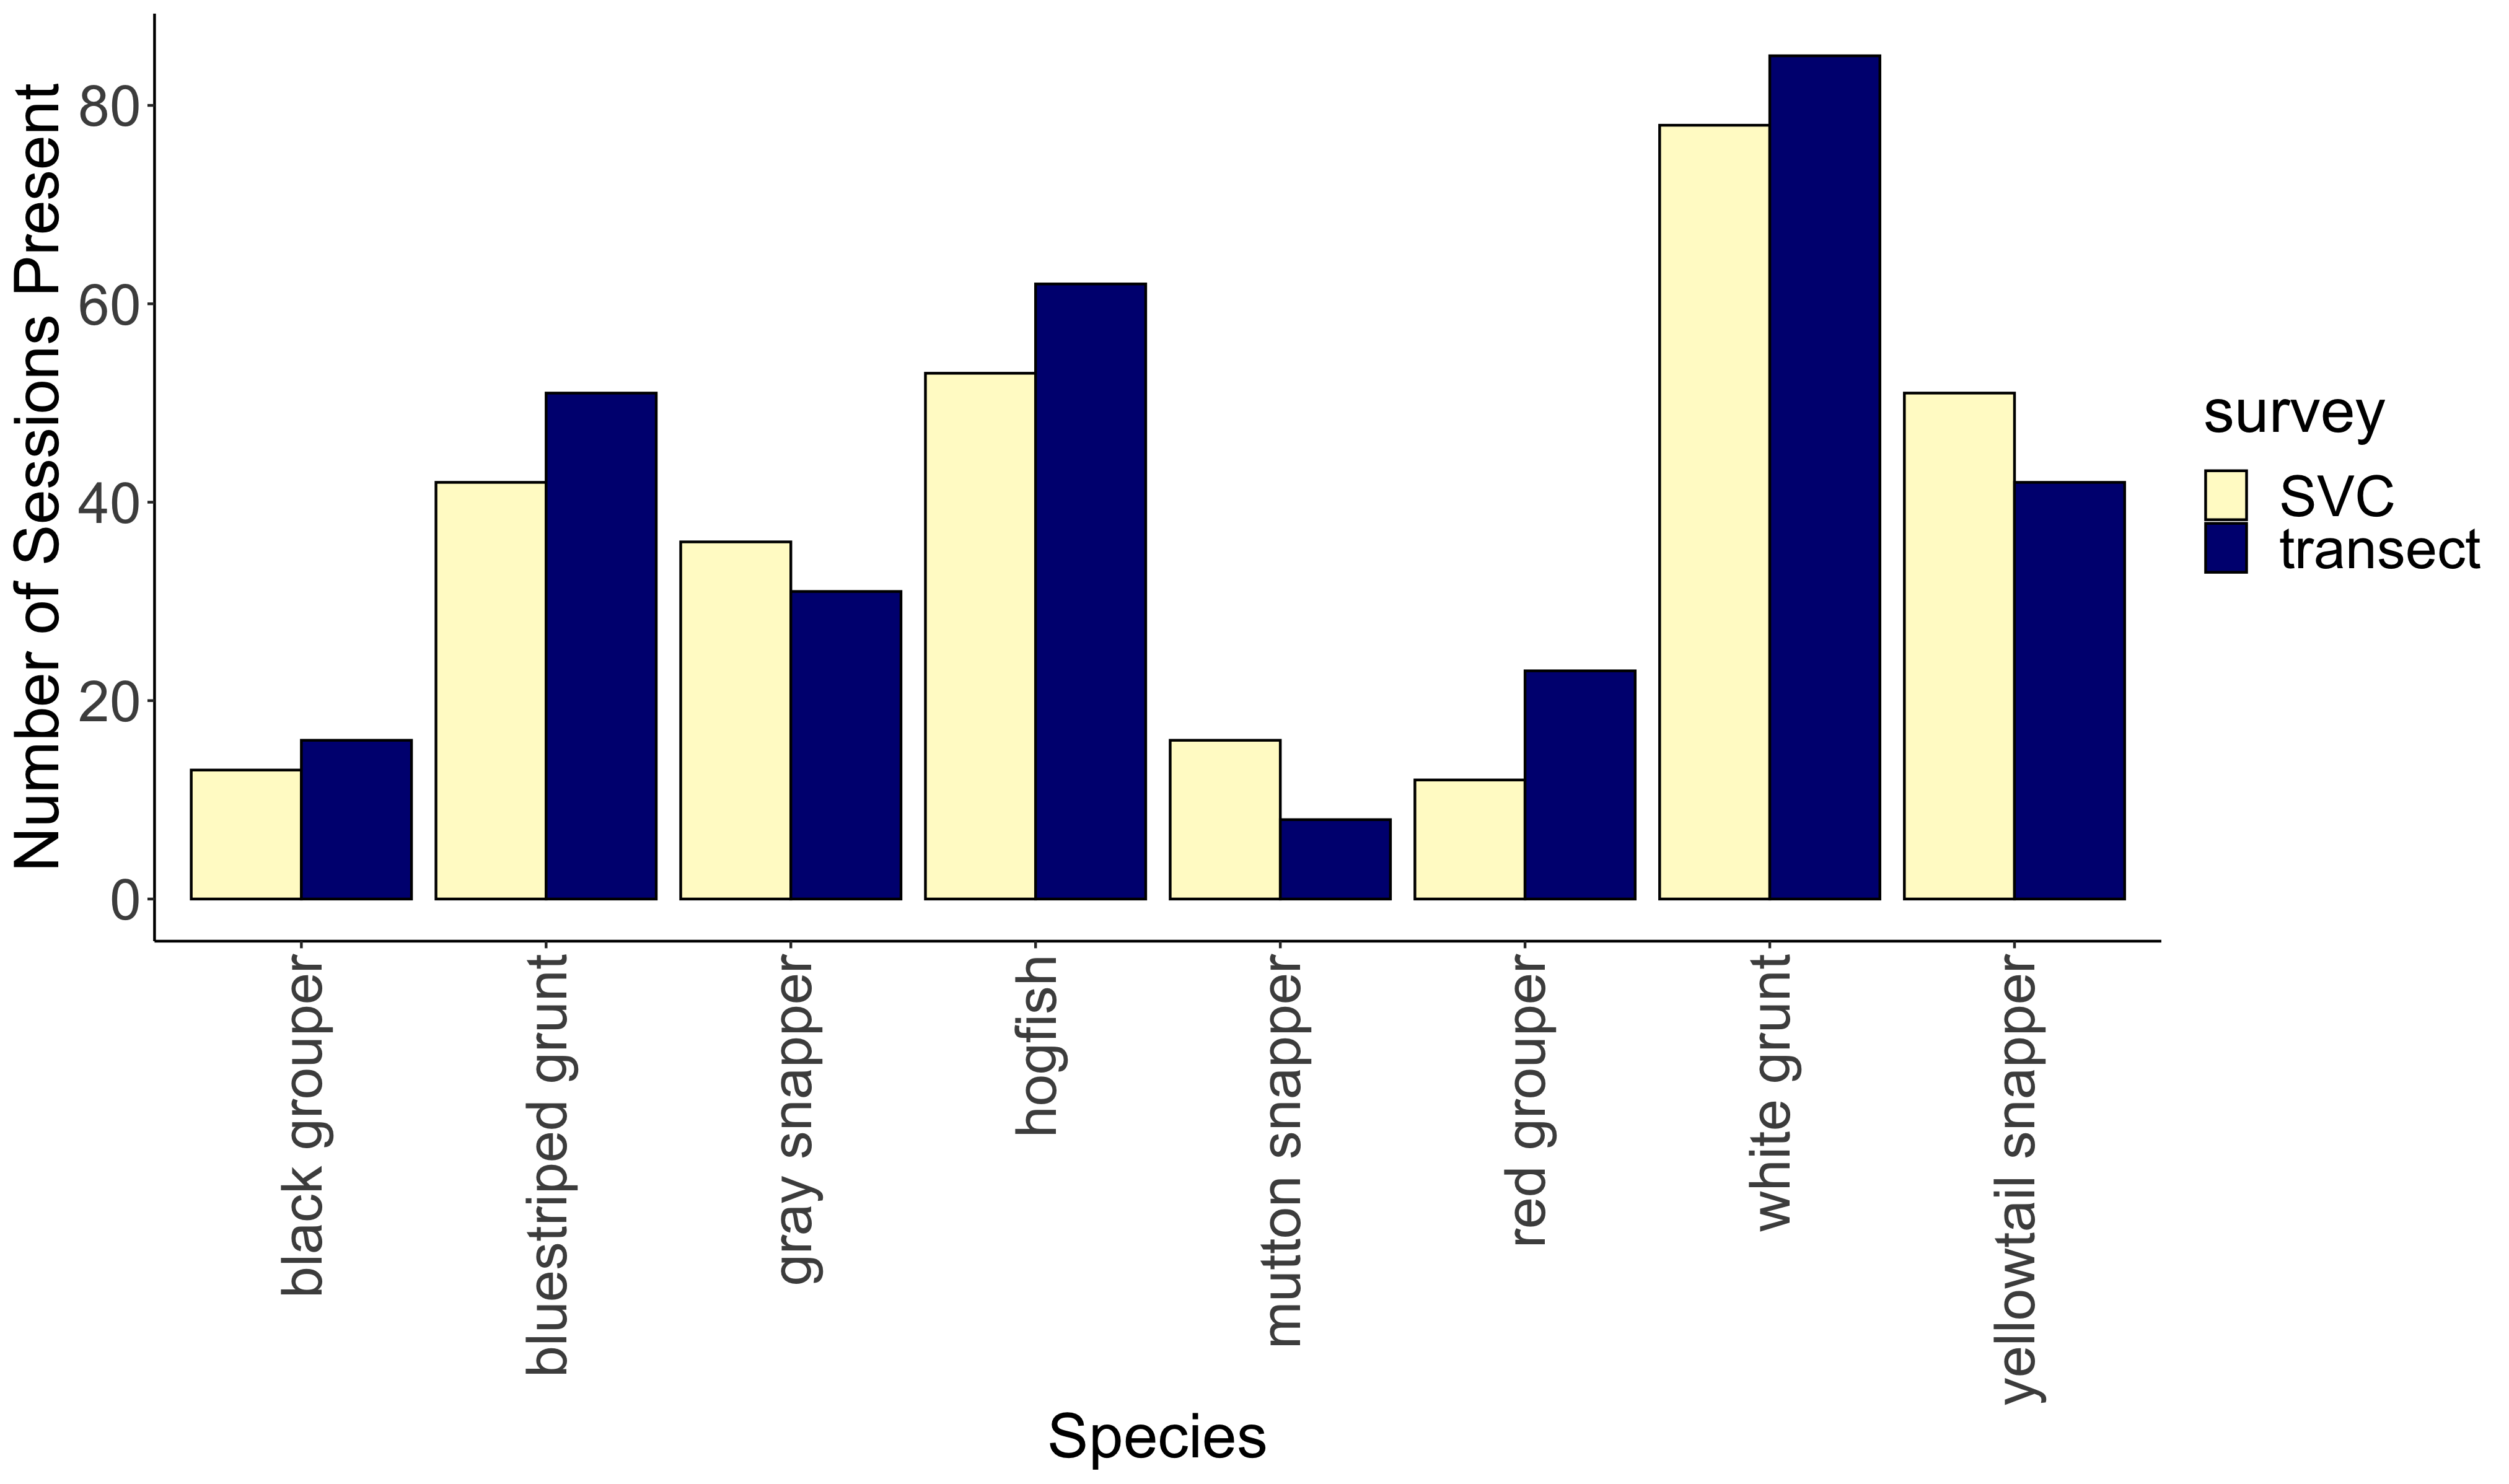 Number of Sessions Present
80
60
40
20
0
black grouper
bluestriped grunt
gray snapper
hogfish
mutton snapper
red grouper
white grunt
yellowtail snapper
Species
survey
SVC
transect